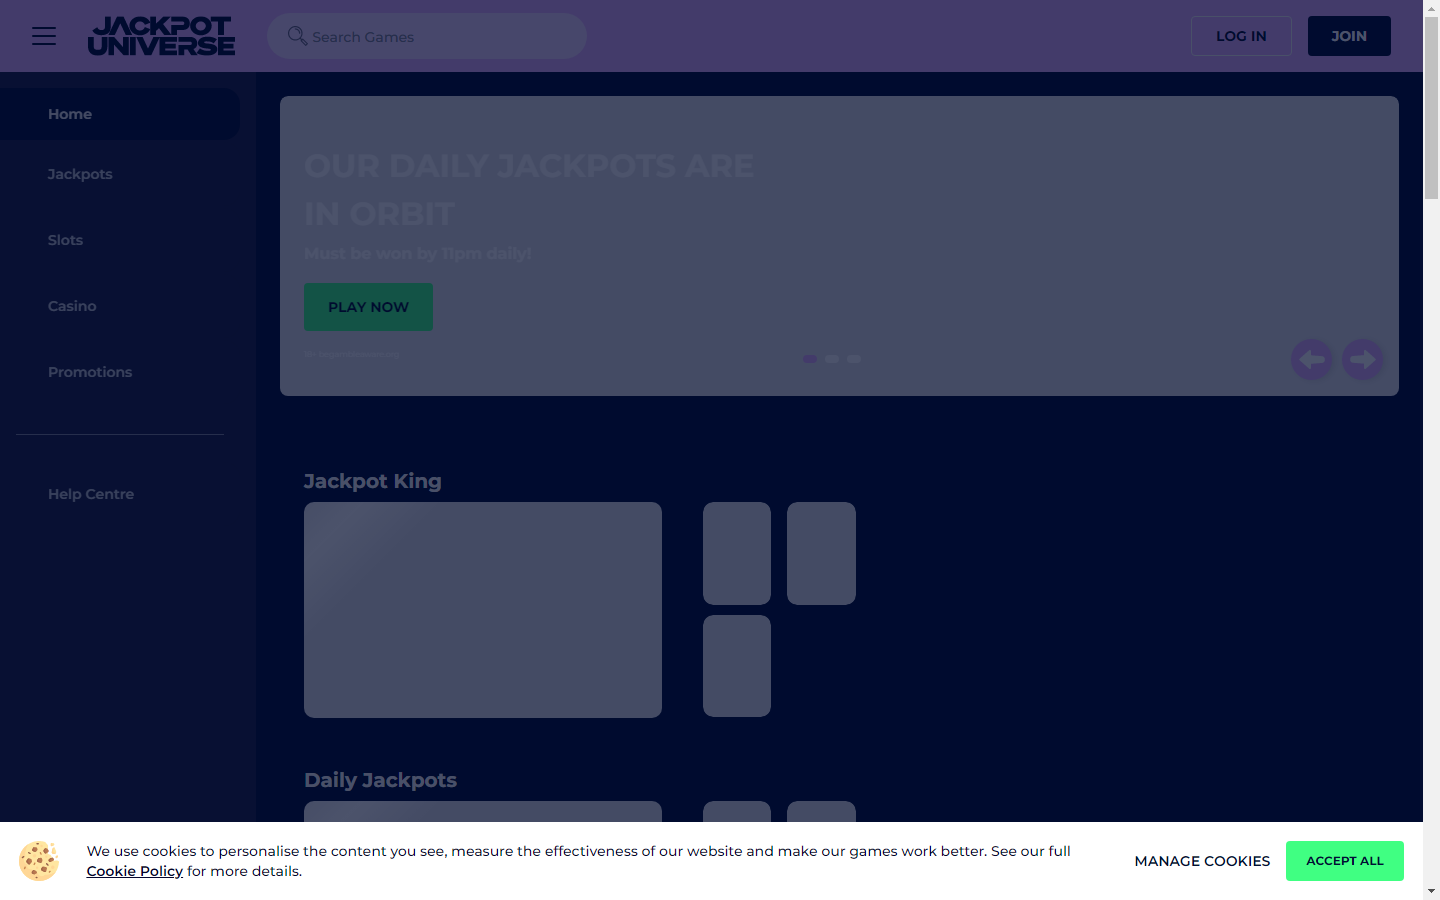 JACKPOT
UNIVERSE
Search Games
LOG IN
JOIN
Home
Jackpots
Slots
Casino
Promotions
Help Centre
OUR DAILY JACKPOTS ARE
IN ORBIT
Must be won by 11pm daily!
PLAY NOW
Jackpot King
Daily Jackpots
We use cookies to personalise the content you see, measure the effectiveness of our website and make our games work better. See our full
Cookie Policy for more details.
MANAGE COOKIES
ACCEPT ALL